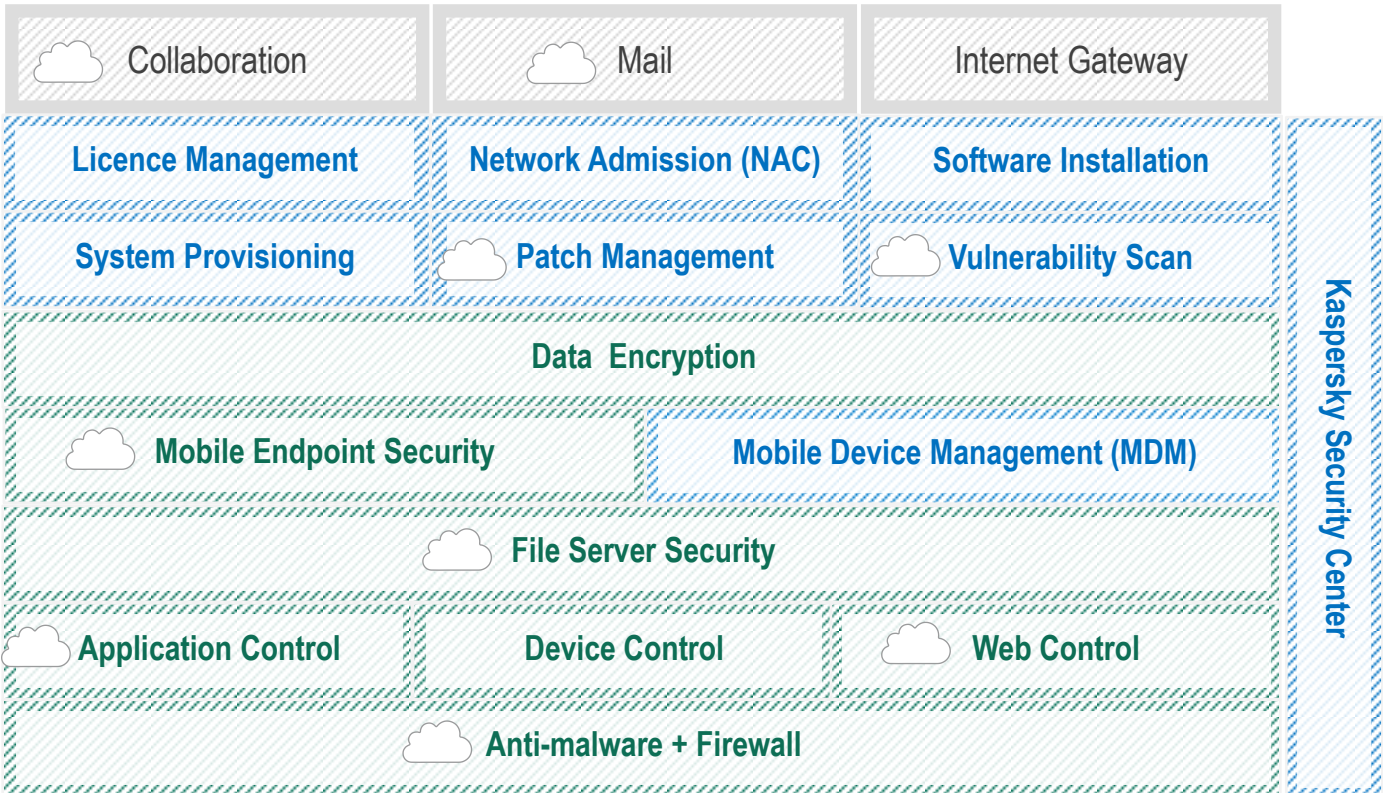 Collaboration
Mail
Internet Gateway
Licence Management
Network Admission (NAC)
Software Installation
System Provisioning
Patch Management
Vulnerability Scan
Data Encryption
Mobile Endpoint Security
Mobile Device Management (MDM)
File Server Security
Application Control
Device Control
Web Control
Anti-malware + Firewall
Kaspersky Security Center